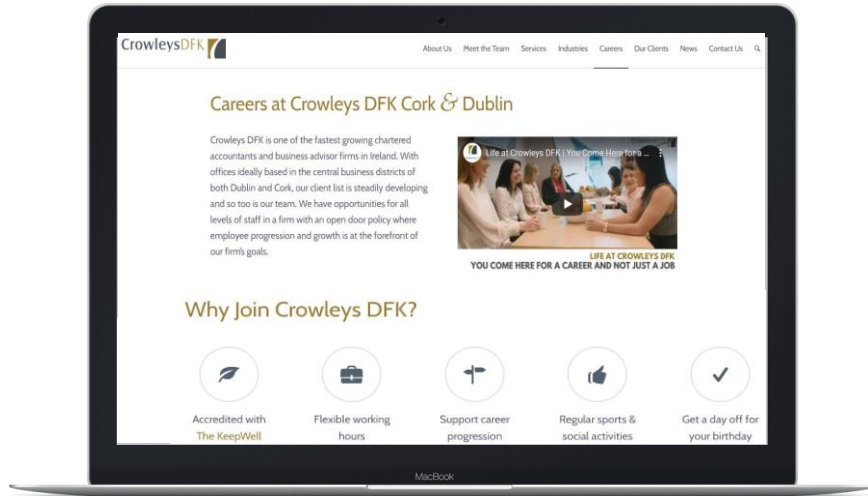 CrowleysDFK
About Us Meet the Team Services Industries Careers Our Clients News Contact Us
Careers at Crowleys DFK Cork & Dublin
Crowleys DFK is one of the fastest growing chartered
accountants and business advisor firms in Ireland. With
offices ideally based in the central business districts of
both Dublin and Cork, our client list is steadily developing
and so too is our team. We have opportunities for all
levels of staff in a firm with an open door policy where
employee progression and growth is at the forefront of
our firm's goals.
Life at Crowleys DFK | You Come Here for a ...
LIFE AT CROWLEYS DFK
YOU COME HERE FOR A CAREER AND NOT JUST A JOB
Why Join Crowleys DFK?
Accredited with
The KeepWell
Flexible working
hours
Support career
progression
Regular sports &
social activities
Get a day off for
your birthday
MacBook